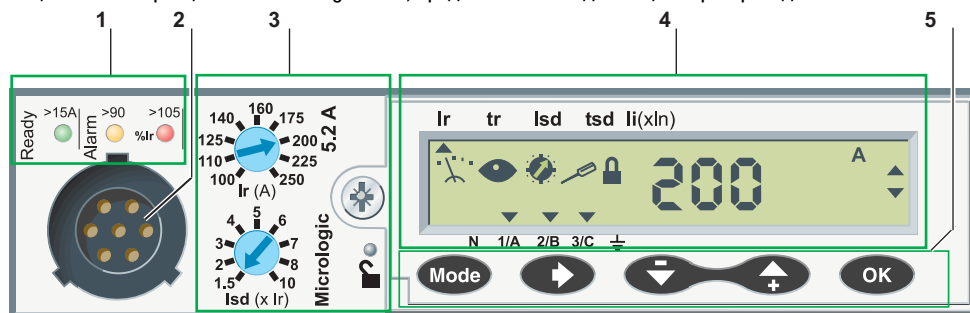 1 2 3 4 5
Ready
>15A
Alarm
>90
>105
%Ir
160
140 175
125 200
110 225
100 250
Ir (A)
5.2 A
5
4 6
3 7
2 8
1.5 10
Isd (x Ir)
Micrologic
Ir tr Isd tsd Ii(xIn)
200 A
N 1/A 2/B 3/C
Mode
-
+
OK